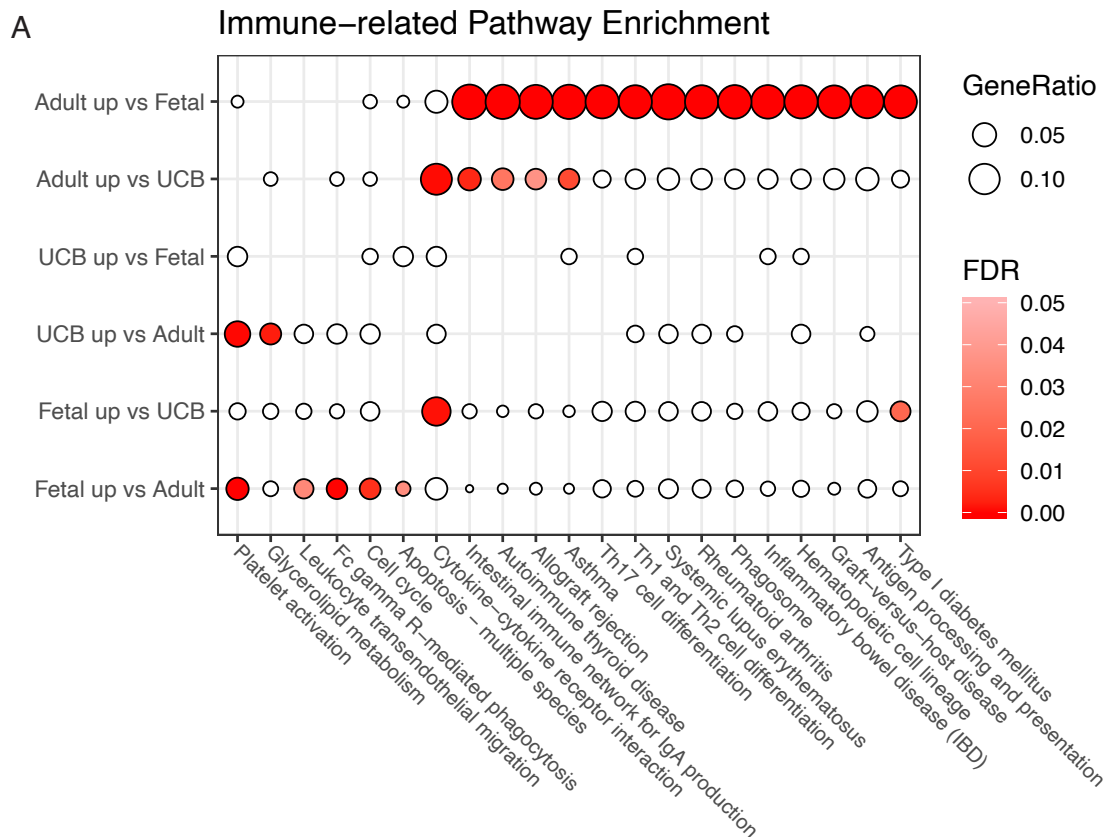 A
Immune−related Pathway Enrichment
Adult up vs Fetal
Adult up vs UCB
UCB up vs Fetal
UCB up vs Adult
Fetal up vs UCB
Fetal up vs Adult
Platelet activation
Glycerolipid metabolism
Leukocyte transendothelial migration
Fc gamma R−mediated phagocytosis
Cell cycle
Apoptosis − multiple species
Cytokine−cytokine receptor interaction
Intestinal immune network for IgA production
Autoimmune thyroid disease
Allograft rejection
Asthma
Th17 cell differentiation
Th1 and Th2 cell differentiation
Systemic lupus erythematosus
Rheumatoid arthritis
Phagosome
Inflammatory bowel disease (IBD)
Hematopoietic cell lineage
Graft−versus−host disease
Antigen processing and presentation
Type I diabetes mellitus
GeneRatio
0.05
0.10
FDR
0.05
0.04
0.03
0.02
0.01
0.00